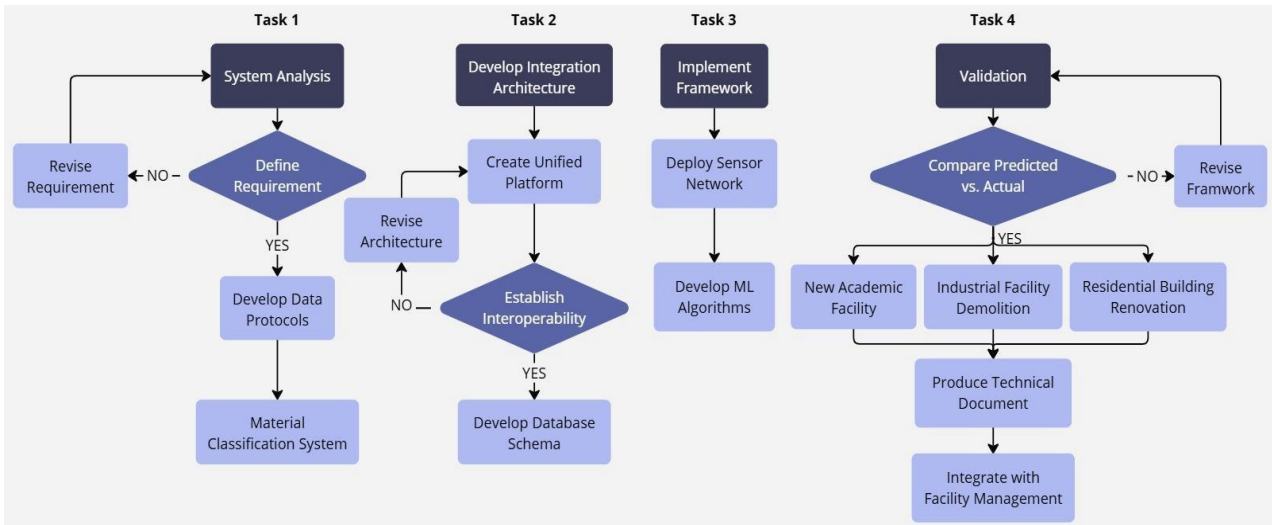 Task 1
System Analysis
Define
Requirement
NO
Revise
Requirement
YES
Develop Data
Protocols
Material
Classification System
Task 2
Develop Integration
Architecture
Create Unified
Platform
Revise
Architecture
NO
Establish
Interoperability
YES
Develop Database
Schema
Task 3
Implement
Framework
Deploy Sensor
Network
Develop ML
Algorithms
Task 4
Validation
Compare Predicted
vs. Actual
NO
Revise
Framwork
YES
New Academic
Facility
Industrial Facility
Demolition
Residential Building
Renovation
Produce Technical
Document
Integrate with
Facility Management